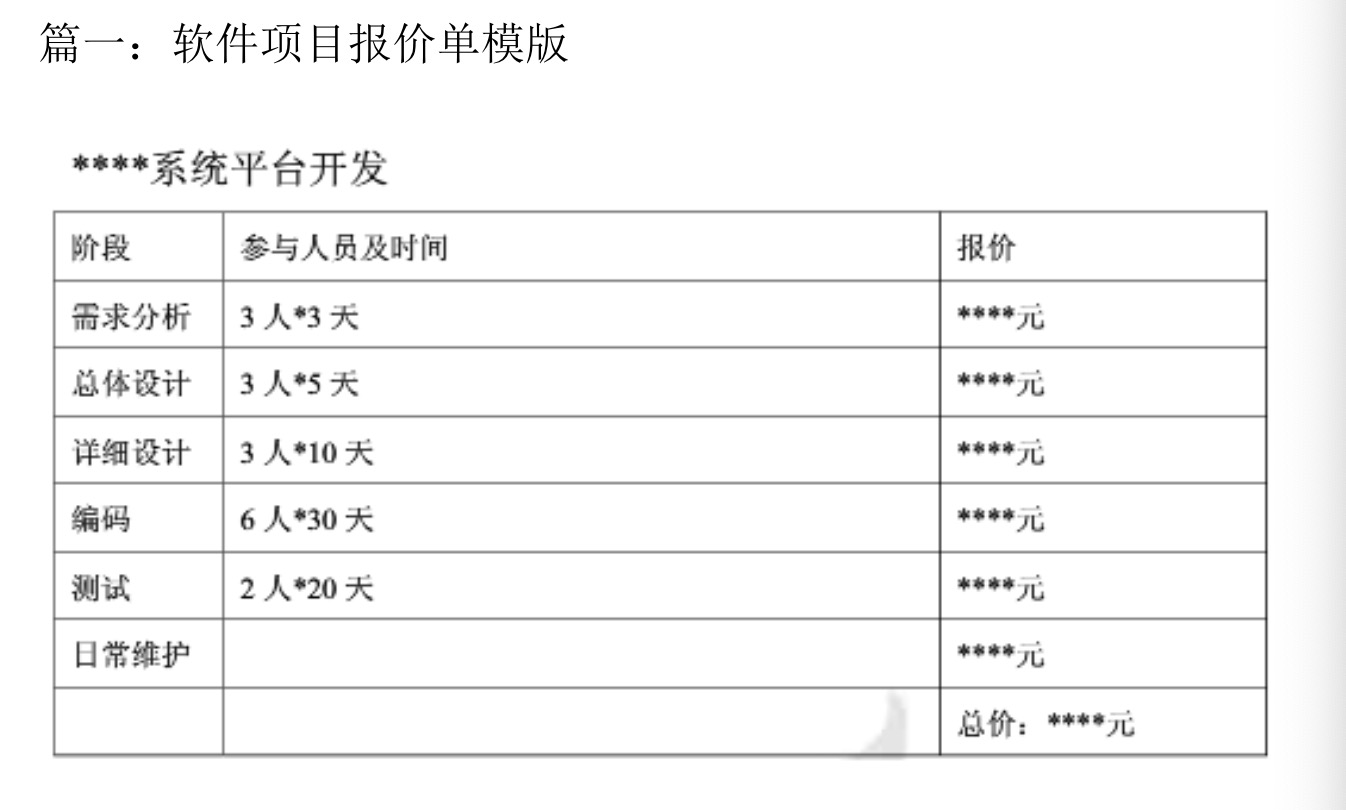 篇一：软件项目报价单模版
****系统平台开发
阶段 参与人员及时间 报价
需求分析 3 人*3 天 ****元
总体设计 3 人*5 天 ****元
详细设计 3 人*10 天 ****元
编码 6 人*30 天 ****元
测试 2 人*20 天 ****元
日常维护 ****元
总价：****元